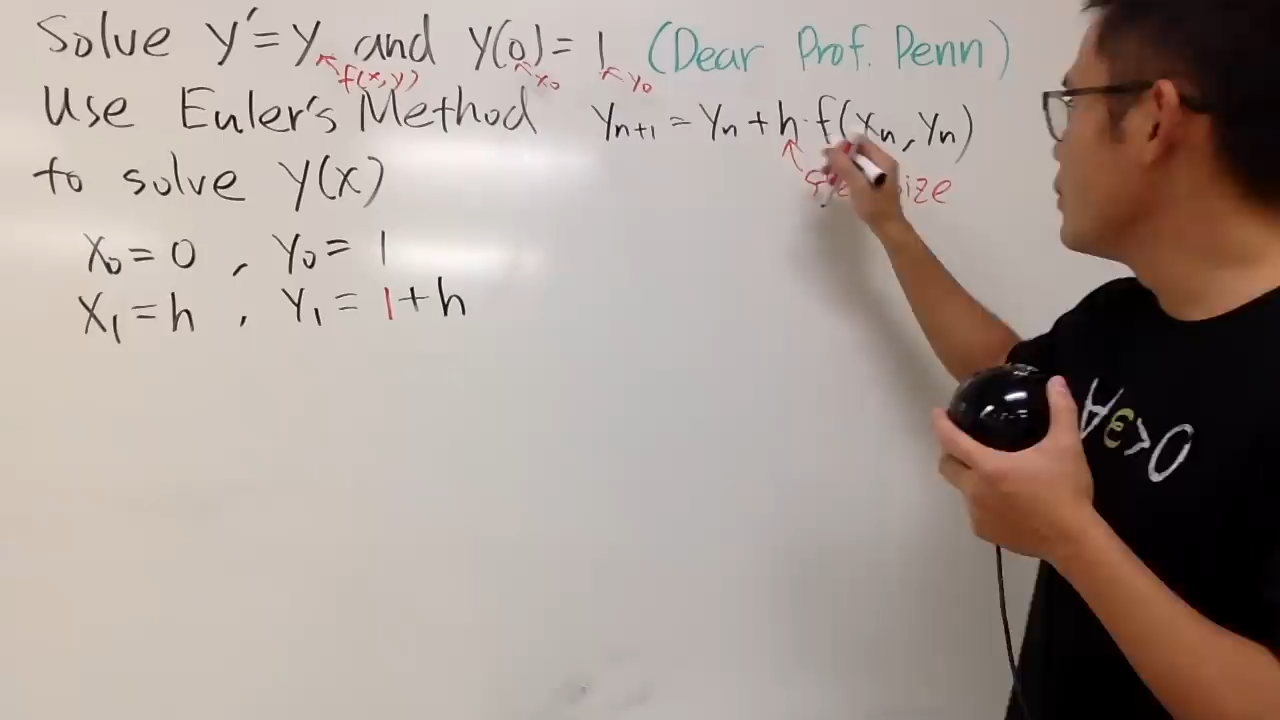 Solve y'=y and y(0)=1 (Dear Prof. Penn)
f(x,y) x₀ y₀
Use Euler's Method yₙ₊₁ = yₙ + h·f(xₙ, yₙ)
to solve y(x)
x₀ = 0 , y₀ = 1
x₁ = h , y₁ = 1+h
∀ε>0